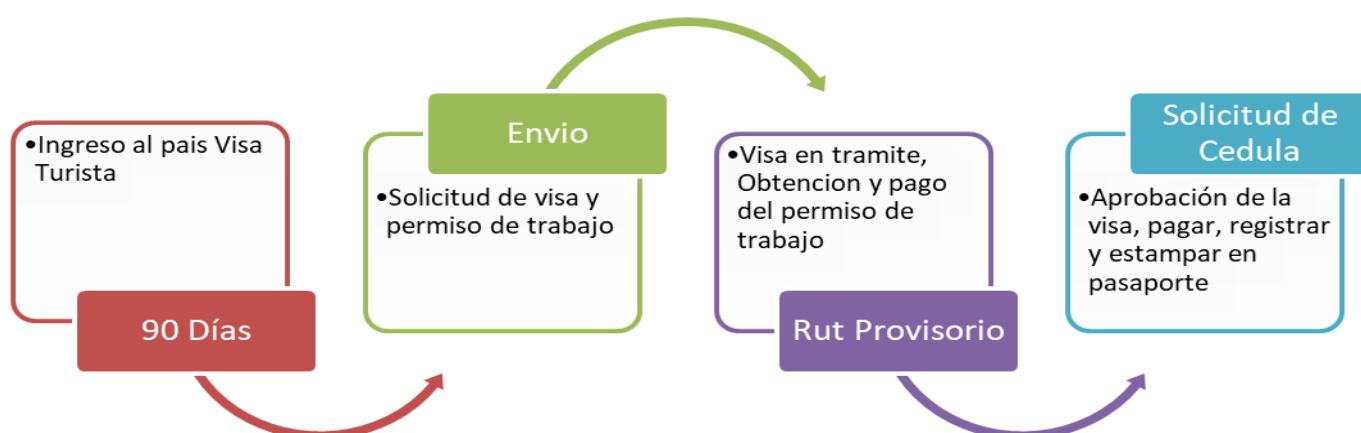 •Ingreso al pais Visa
Turista
90 Días
Envio
•Solicitud de visa y
permiso de trabajo
•Visa en tramite,
Obtencion y pago
del permiso de
trabajo
Rut Provisorio
Solicitud de
Cedula
•Aprobación de la
visa, pagar, registrar
y estampar en
pasaporte